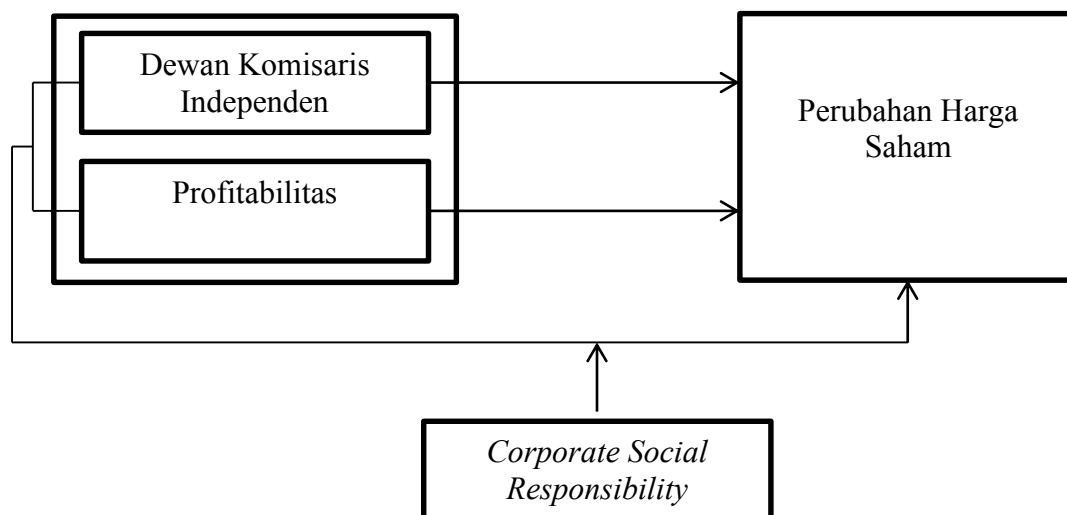 Dewan Komisaris
Independen
Profitabilitas
Perubahan Harga
Saham
Corporate Social
Responsibility